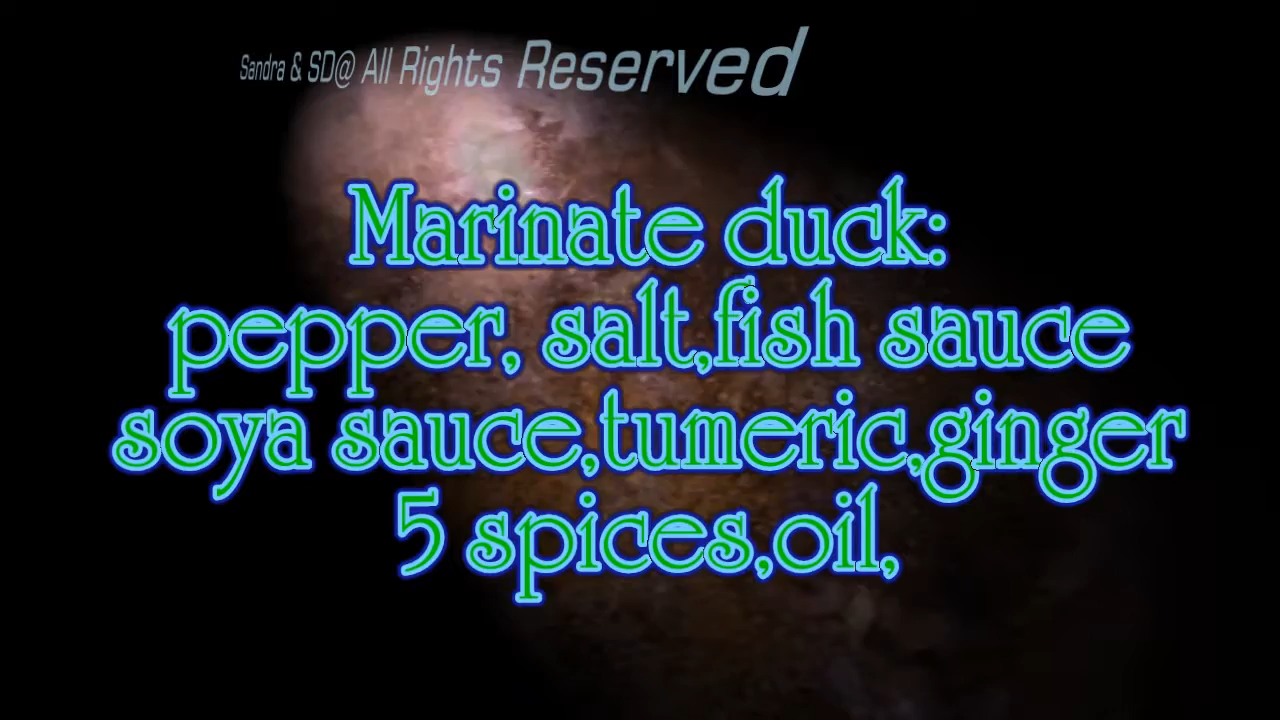 Sandra & SD@ All Rights Reserved
Marinate duck:
pepper, salt,fish sauce
soya sauce,tumeric,ginger
5 spices,oil,